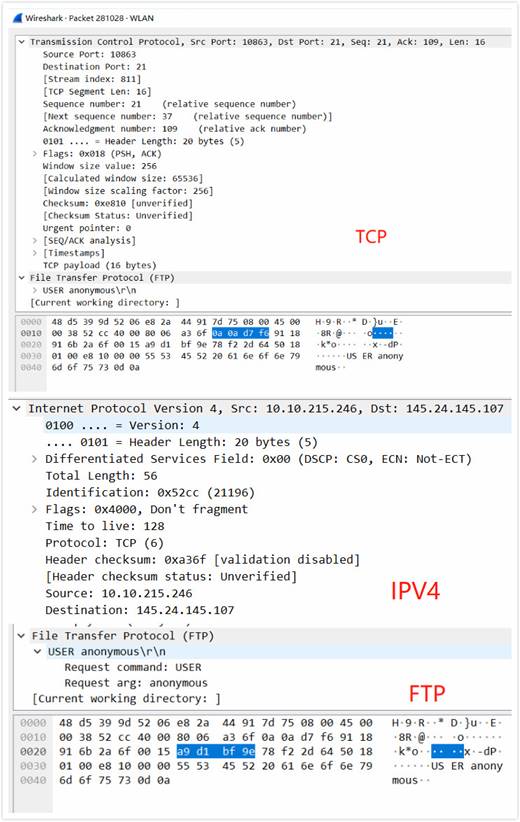 Wireshark · Packet 281028 · WLAN
Transmission Control Protocol, Src Port: 10863, Dst Port: 21, Seq: 21, Ack: 109, Len: 16
Source Port: 10863
Destination Port: 21
[Stream index: 811]
[TCP Segment Len: 16]
Sequence number: 21    (relative sequence number)
[Next sequence number: 37    (relative sequence number)]
Acknowledgment number: 109    (relative ack number)
0101 .... = Header Length: 20 bytes (5)
Flags: 0x018 (PSH, ACK)
Window size value: 256
[Calculated window size: 65536]
[Window size scaling factor: 256]
Checksum: 0xe810 [unverified]
[Checksum Status: Unverified]
Urgent pointer: 0
[SEQ/ACK analysis]
[Timestamps]
TCP payload (16 bytes)
TCP
File Transfer Protocol (FTP)
USER anonymous\r\n
[Current working directory: ]
0000 48 d5 39 9d 52 06 e8 2a 44 91 7d 75 08 00 45 00 H·9·R··* D·}u··E·
0010 00 38 52 cc 40 00 80 06 a3 6f 0a 0a d7 f6 91 18 ·8R·@··· ·o······
0020 91 6b 2a 6f 00 15 a9 d1 bf 9e 78 f2 2d 64 50 18 ·k*o···· ··x·-dP·
0030 01 00 e8 10 00 00 55 53 45 52 20 61 6e 6f 6e 79 ······US ER anony
0040 6d 6f 75 73 0d 0a mous··
Internet Protocol Version 4, Src: 10.10.215.246, Dst: 145.24.145.107
0100 .... = Version: 4
.... 0101 = Header Length: 20 bytes (5)
Differentiated Services Field: 0x00 (DSCP: CS0, ECN: Not-ECT)
Total Length: 56
Identification: 0x52cc (21196)
Flags: 0x4000, Don't fragment
Time to live: 128
Protocol: TCP (6)
Header checksum: 0xa36f [validation disabled]
[Header checksum status: Unverified]
Source: 10.10.215.246
Destination: 145.24.145.107
IPV4
File Transfer Protocol (FTP)
USER anonymous\r\n
Request command: USER
Request arg: anonymous
[Current working directory: ]
FTP
0000 48 d5 39 9d 52 06 e8 2a 44 91 7d 75 08 00 45 00 H·9·R··* D·}u··E·
0010 00 38 52 cc 40 00 80 06 a3 6f 0a 0a d7 f6 91 18 ·8R·@··· ·o······
0020 91 6b 2a 6f 00 15 a9 d1 bf 9e 78 f2 2d 64 50 18 ·k*o···· ··x·-dP·
0030 01 00 e8 10 00 00 55 53 45 52 20 61 6e 6f 6e 79 ······US ER anony
0040 6d 6f 75 73 0d 0a mous··